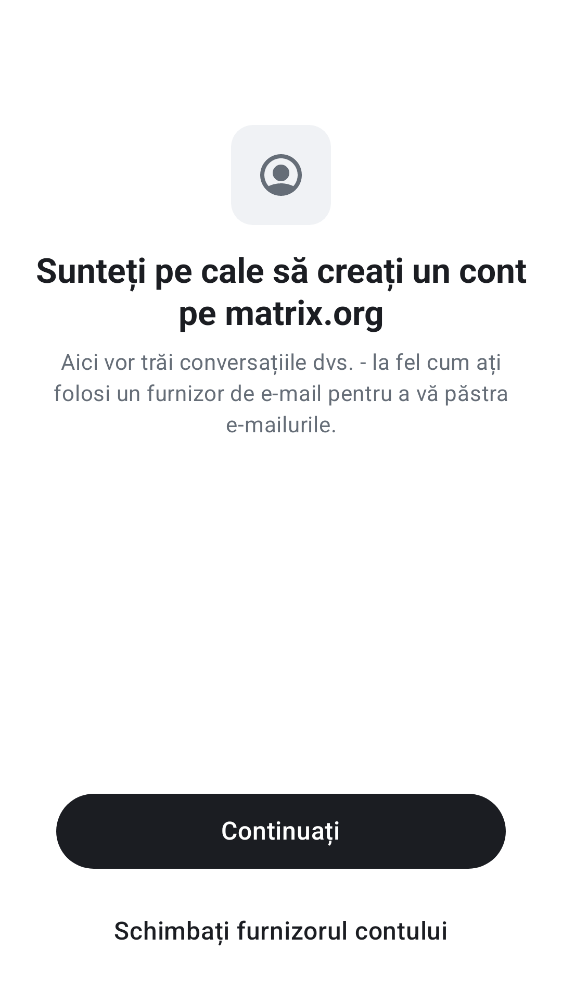 Sunteți pe cale să creați un cont
pe matrix.org
Aici vor trăi conversațiile dvs. - la fel cum ați
folosi un furnizor de e-mail pentru a vă păstra
e-mailurile.
Continuați
Schimbați furnizorul contului